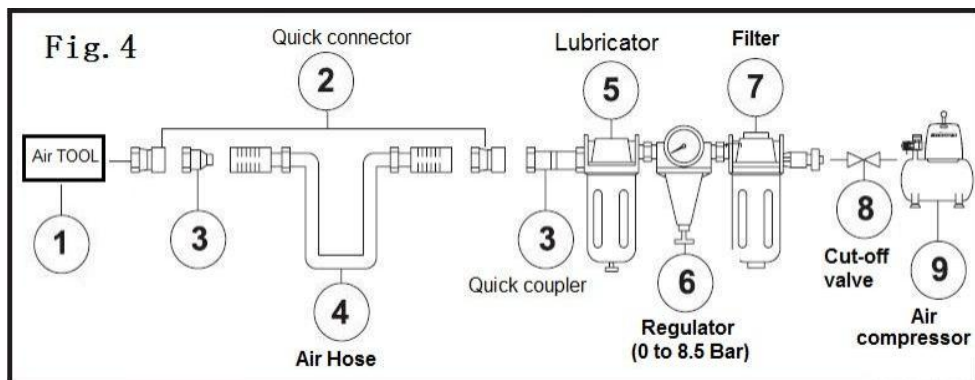 Fig. 4
Quick connector
2
Lubricator
5
Filter
7
Air TOOL
1
3
4
Air Hose
3
Quick coupler
6
Regulator
(0 to 8.5 Bar)
8
Cut-off
valve
9
Air
compressor